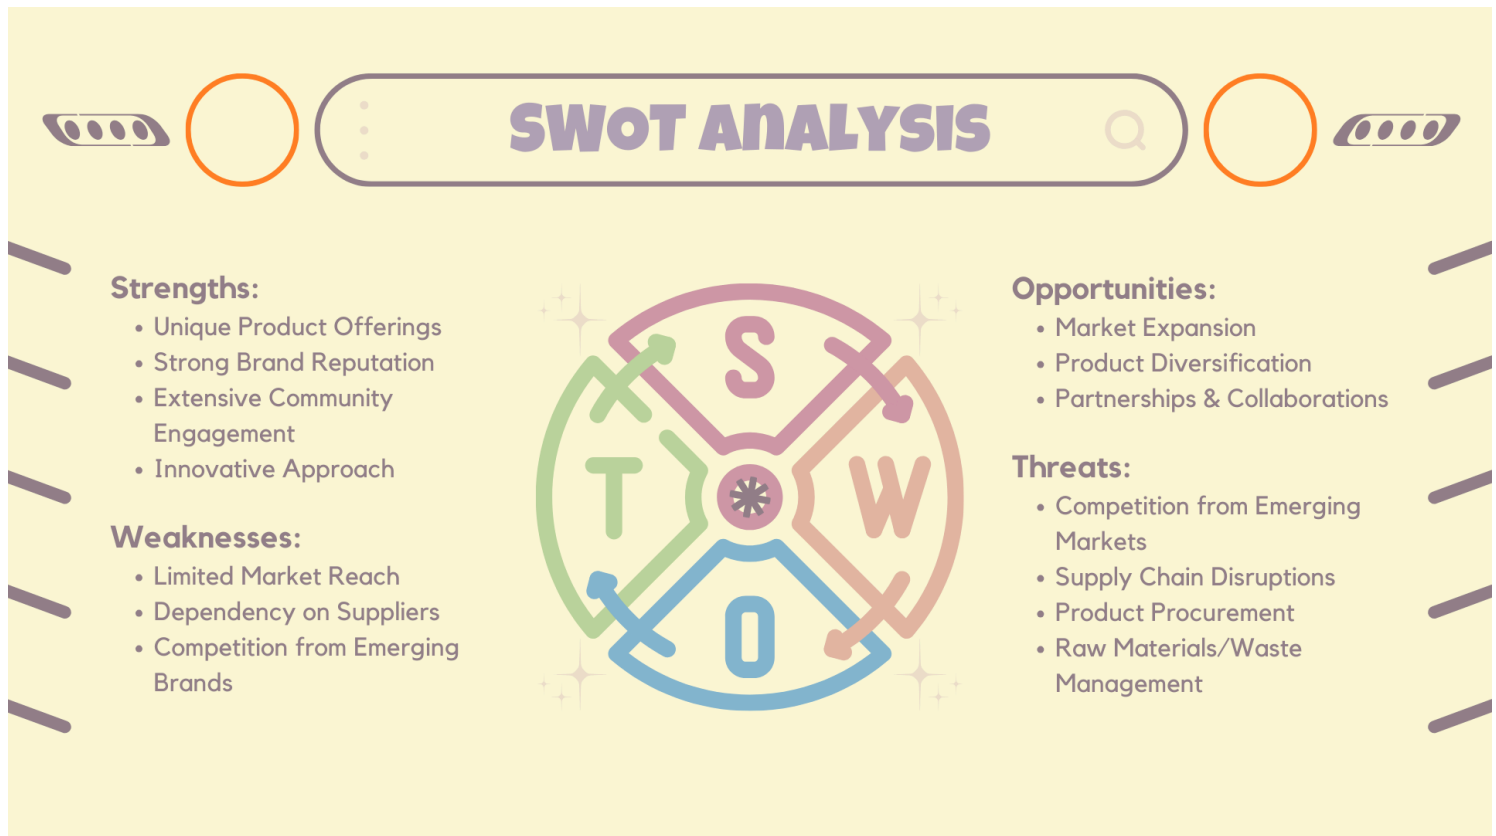 SWOT ANALYSIS
Strengths:
• Unique Product Offerings
• Strong Brand Reputation
• Extensive Community
Engagement
• Innovative Approach
Weaknesses:
• Limited Market Reach
• Dependency on Suppliers
• Competition from Emerging
Brands
S
T
W
O
Opportunities:
• Market Expansion
• Product Diversification
• Partnerships & Collaborations
Threats:
• Competition from Emerging
Markets
• Supply Chain Disruptions
• Product Procurement
• Raw Materials/Waste
Management